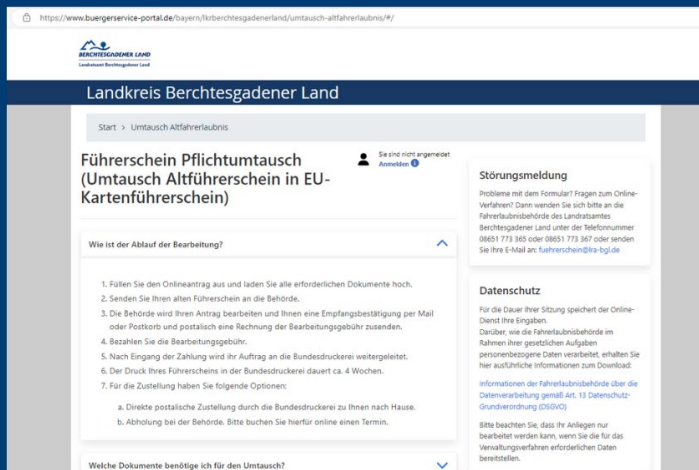 https://www.buergerservice-portal.de/bayern/lkrberchtesgadenerland/umtausch-altfahrerlaubnis/#/
BERCHTESGADENER LAND
Landratsamt Berchtesgadener Land
Landkreis Berchtesgadener Land
Start > Umtausch Altfahrerlaubnis
Führerschein Pflichtumtausch
(Umtausch Altführerschein in EU-
Kartenführerschein)
Sie sind nicht angemeldet
Anmelden
Wie ist der Ablauf der Bearbeitung?
1. Füllen Sie den Onlineantrag aus und laden Sie alle erforderlichen Dokumente hoch.
2. Senden Sie Ihren alten Führerschein an die Behörde.
3. Die Behörde wird Ihren Antrag bearbeiten und Ihnen eine Empfangsbestätigung per Mail
oder Postkorb und postalisch eine Rechnung der Bearbeitungsgebühr zusenden.
4. Bezahlen Sie die Bearbeitungsgebühr.
5. Nach Eingang der Zahlung wird ihr Auftrag an die Bundesdruckerei weitergeleitet.
6. Der Druck Ihres Führerscheins in der Bundesdruckerei dauert ca. 4 Wochen.
7. Für die Zustellung haben Sie folgende Optionen:
a. Direkte postalische Zustellung durch die Bundesdruckerei zu Ihnen nach Hause.
b. Abholung bei der Behörde. Bitte buchen Sie hierfür online einen Termin.
Welche Dokumente benötige ich für den Umtausch?
Störungsmeldung
Probleme mit dem Formular? Fragen zum Online-
Verfahren? Dann wenden Sie sich bitte an die
Fahrerlaubnisbehörde des Landratsamtes
Berchtesgadener Land unter der Telefonnummer
08651 773 365 oder 08651 773 367 oder senden
Sie Ihre E-Mail an: fuehrerschein@lra-bgl.de
Datenschutz
Für die Dauer Ihrer Sitzung speichert der Online-
Dienst Ihre Eingaben.
Darüber, wie die Fahrerlaubnisbehörde im
Rahmen ihrer gesetzlichen Aufgaben
personenbezogene Daten verarbeitet, erhalten Sie
hier ausführliche Informationen zum Download:
Informationen der Fahrerlaubnisbehörde über die
Datenverarbeitung gemäß Art. 13 Datenschutz-
Grundverordnung (DSGVO)
Bitte beachten Sie, dass Ihr Anliegen nur
bearbeitet werden kann, wenn Sie die für das
Verwaltungsverfahren erforderlichen Daten
bereitstellen.